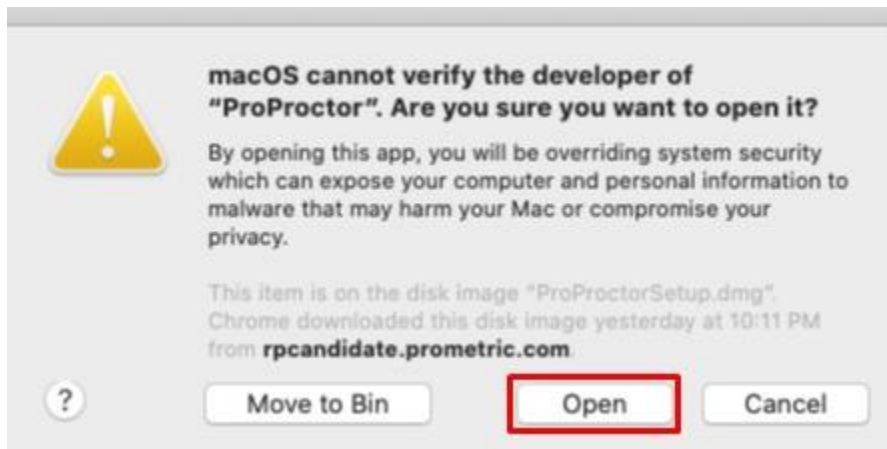 macOS cannot verify the developer of
“ProProctor”. Are you sure you want to open it?
By opening this app, you will be overriding system security
which can expose your computer and personal information to
malware that may harm your Mac or compromise your
privacy.
This item is on the disk image “ProProctorSetup.dmg”.
Chrome downloaded this disk image yesterday at 10:11 PM
from rpcandidate.prometric.com.
? Move to Bin Open Cancel